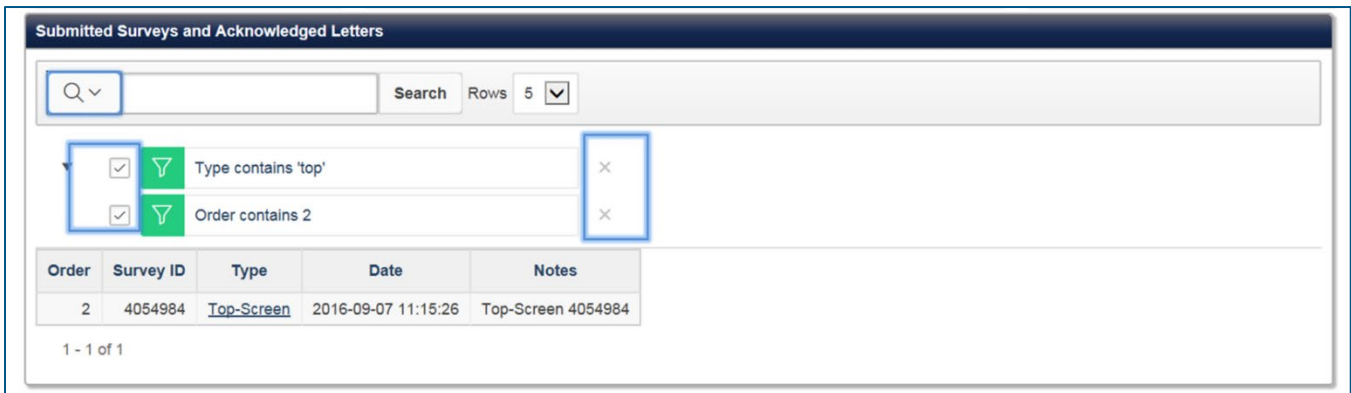 Submitted Surveys and Acknowledged Letters
Search Rows 5
Type contains 'top'
Order contains 2
Order Survey ID Type Date Notes
2 4054984 Top-Screen 2016-09-07 11:15:26 Top-Screen 4054984
1 - 1 of 1